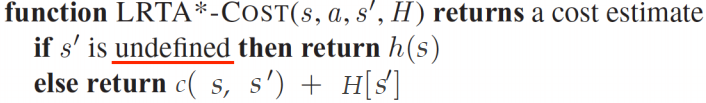 function LRTA*-COST(s, a, s′, H) returns a cost estimate
if s′ is undefined then return h(s)
else return c( s, s′) + H[s′]